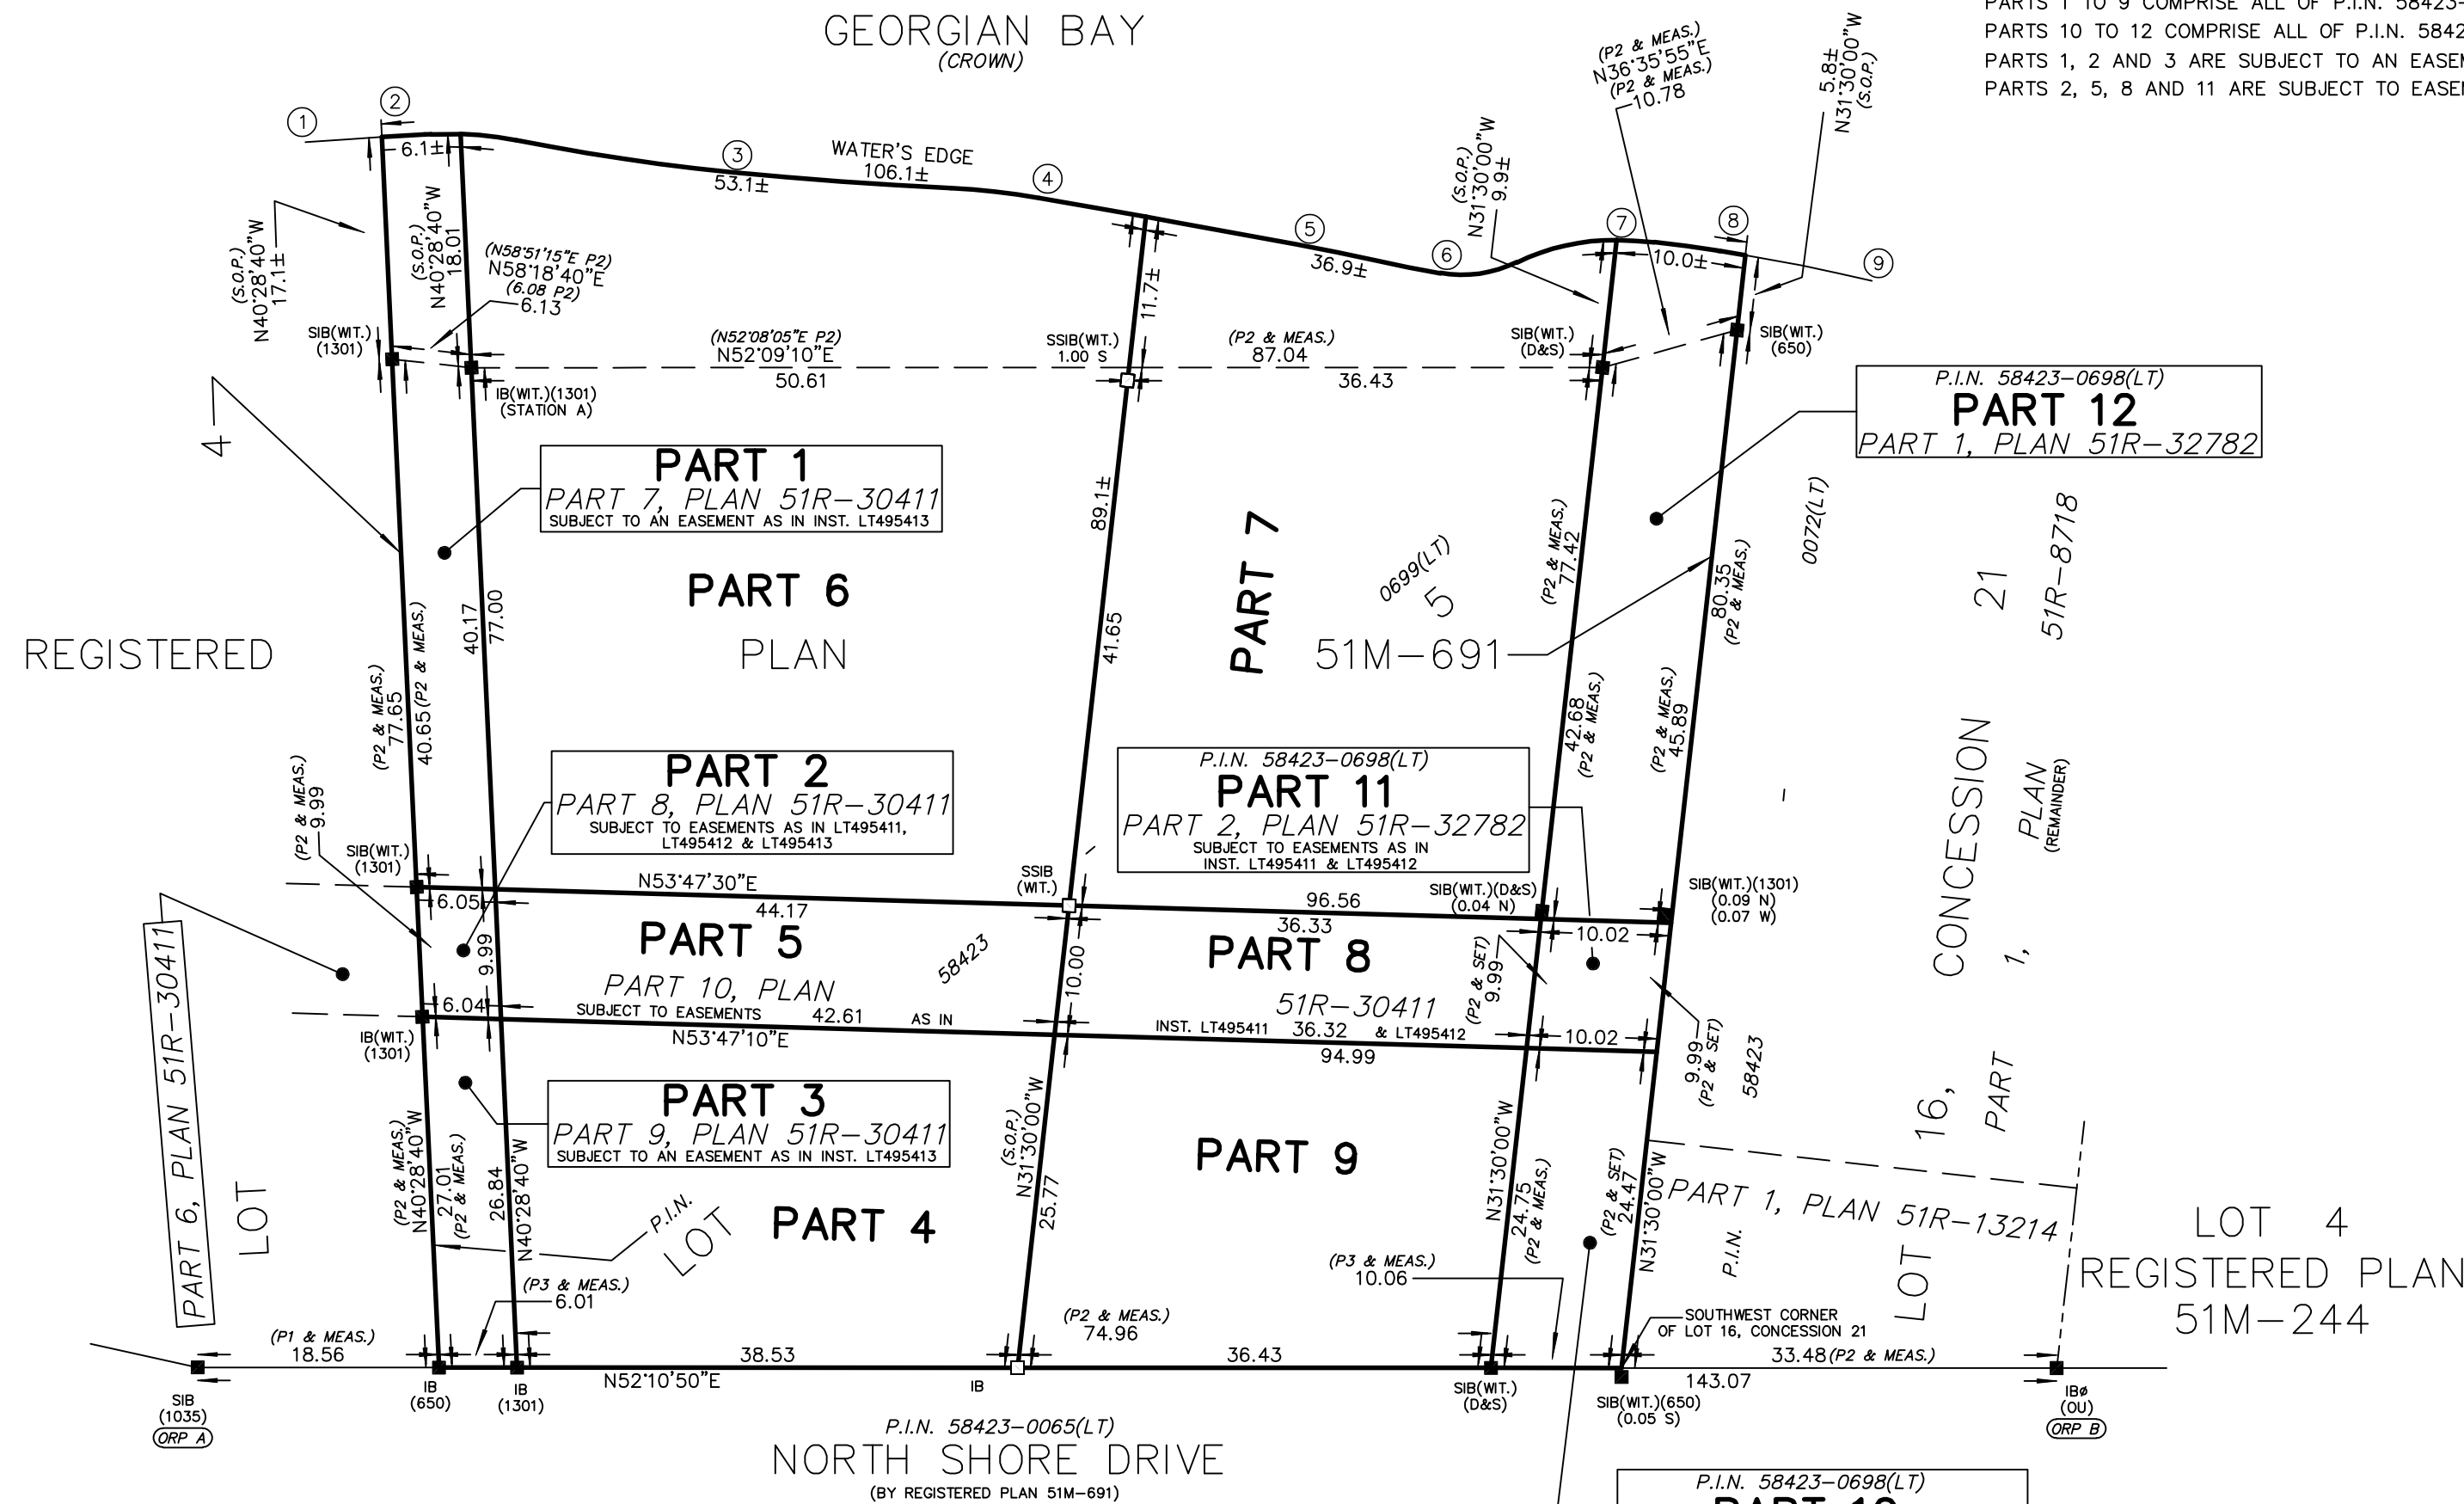 GEORGIAN BAY
(CROWN)
PARTS 1 TO 9 COMPRISE ALL OF P.I.N. 58423-
PARTS 10 TO 12 COMPRISE ALL OF P.I.N. 5842
PARTS 1, 2 AND 3 ARE SUBJECT TO AN EASEM
PARTS 2, 5, 8 AND 11 ARE SUBJECT TO EASEM
1
2
3
4
5
6
7
8
9
6.1±
53.1±
WATER'S EDGE
106.1±
36.9±
10.0±
(P2 & MEAS.)
N36°35'55"E
(P2 & MEAS.)
10.78
5.8±
N31°30'00"W
(S.O.P.)
(S.O.P.)
N31°30'00"W
9.9±
(S.O.P.)
N40°28'40"W
17.1±
(S.O.P.)
N40°28'40"W
18.01
(N58°51'15"E P2)
N58°18'40"E
(6.08 P2)
6.13
11.7±
SIB(WIT.)
(1301)
(N52°08'05"E P2)
N52°09'10"E
50.61
SSIB(WIT.)
1.00 S
(P2 & MEAS.)
87.04
36.43
SIB(WIT.)
(D&S)
SIB(WIT.)
(650)
IB(WIT.)(1301)
(STATION A)
4
P.I.N. 58423-0698(LT)
PART 12
PART 1, PLAN 51R-32782
PART 1
PART 7, PLAN 51R-30411
SUBJECT TO AN EASEMENT AS IN INST. LT495413
89.1±
PART 6
PART 7
0699(LT)
5
(P2 & MEAS.)
77.42
0072(LT)
21
51R-8718
80.35
(P2 & MEAS.)
40.17
77.00
41.65
REGISTERED
PLAN
51M-691
(P2 & MEAS.)
77.65
40.65(P2 & MEAS.)
42.68
(P2 & MEAS.)
(P2 & MEAS.)
45.89
CONCESSION
PLAN
(REMAINDER)
(P2 & MEAS.)
9.99
PART 2
PART 8, PLAN 51R-30411
SUBJECT TO EASEMENTS AS IN LT495411,
LT495412 & LT495413
P.I.N. 58423-0698(LT)
PART 11
PART 2, PLAN 51R-32782
SUBJECT TO EASEMENTS AS IN
INST. LT495411 & LT495412
SIB(WIT.)
(1301)
N53°47'30"E
6.05
44.17
SSIB
(WIT.)
96.56
36.33
SIB(WIT.)(D&S)
(0.04 N)
SIB(WIT.)(1301)
(0.09 N)
(0.07 W)
10.02
PART 5
9.99
58423
10.00
PART 8
(P2 & SET)
9.99
1,
PART 10, PLAN
51R-30411
6.04
SUBJECT TO EASEMENTS
42.61
AS IN
INST. LT495411
36.32
& LT495412
10.02
IB(WIT.)
(1301)
N53°47'10"E
94.99
9.99
(P2 & SET)
58423
16,
PART
PART 6, PLAN 51R-30411
PART 3
PART 9, PLAN 51R-30411
SUBJECT TO AN EASEMENT AS IN INST. LT495413
PART 9
(P2 & MEAS.)
N40°28'40"W
27.01
(P2 & MEAS.)
26.84
N40°28'40"W
LOT
P.I.N.
LOT
PART 4
(S.O.P.)
N31°30'00"W
25.77
N31°30'00"W
24.75
(P2 & MEAS.)
(P2 & SET)
24.47
N31°30'00"W
PART 1, PLAN 51R-13214
P.I.N.
LOT
LOT 4
REGISTERED PLAN
51M-244
(P3 & MEAS.)
10.06
(P3 & MEAS.)
6.01
(P2 & MEAS.)
74.96
SOUTHWEST CORNER
OF LOT 16, CONCESSION 21
(P1 & MEAS.)
18.56
38.53
36.43
33.48(P2 & MEAS.)
N52°10'50"E
143.07
SIB
(1035)
ORP A
IB
(650)
IB
(1301)
IB
SIB(WIT.)
(D&S)
SIB(WIT.)(650)
(0.05 S)
IBø
(OU)
ORP B
P.I.N. 58423-0065(LT)
NORTH SHORE DRIVE
(BY REGISTERED PLAN 51M-691)
P.I.N. 58423-0698(LT)
PART 10